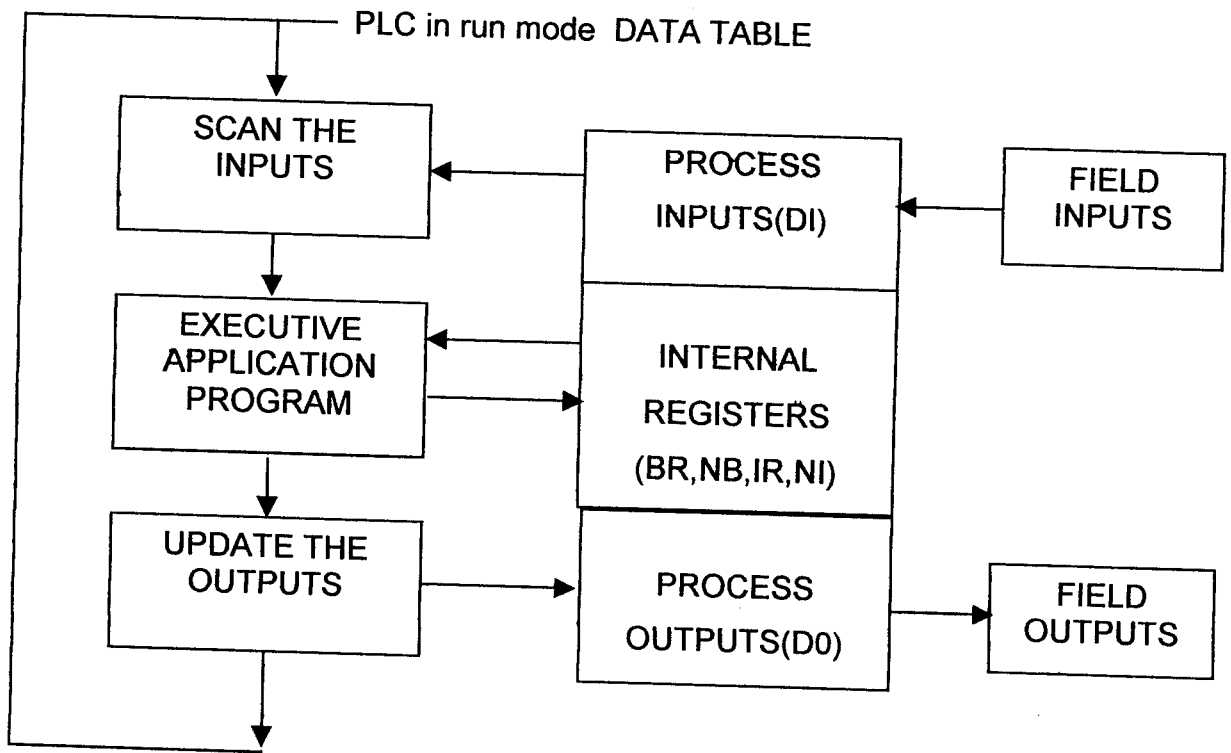 PLC in run mode DATA TABLE
SCAN THE
INPUTS
PROCESS
INPUTS(DI)
FIELD
INPUTS
EXECUTIVE
APPLICATION
PROGRAM
INTERNAL
REGISTERS
(BR,NB,IR,NI)
UPDATE THE
OUTPUTS
PROCESS
OUTPUTS(D0)
FIELD
OUTPUTS